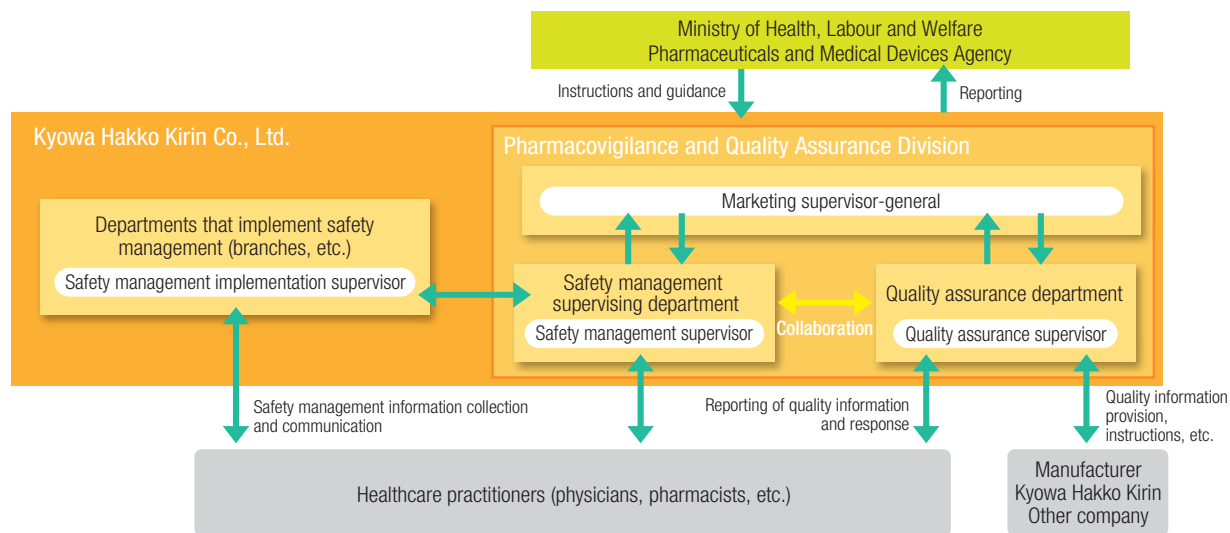 Ministry of Health, Labour and Welfare
Pharmaceuticals and Medical Devices Agency
Instructions and guidance
Reporting
Kyowa Hakko Kirin Co., Ltd.
Pharmacovigilance and Quality Assurance Division
Marketing supervisor-general
Departments that implement safety
management (branches, etc.)
Safety management implementation supervisor
Safety management
supervising department
Safety management supervisor
Collaboration
Quality assurance department
Quality assurance supervisor
Safety management information collection
and communication
Reporting of quality information
and response
Quality information
provision,
instructions, etc.
Healthcare practitioners (physicians, pharmacists, etc.)
Manufacturer
Kyowa Hakko Kirin
Other company